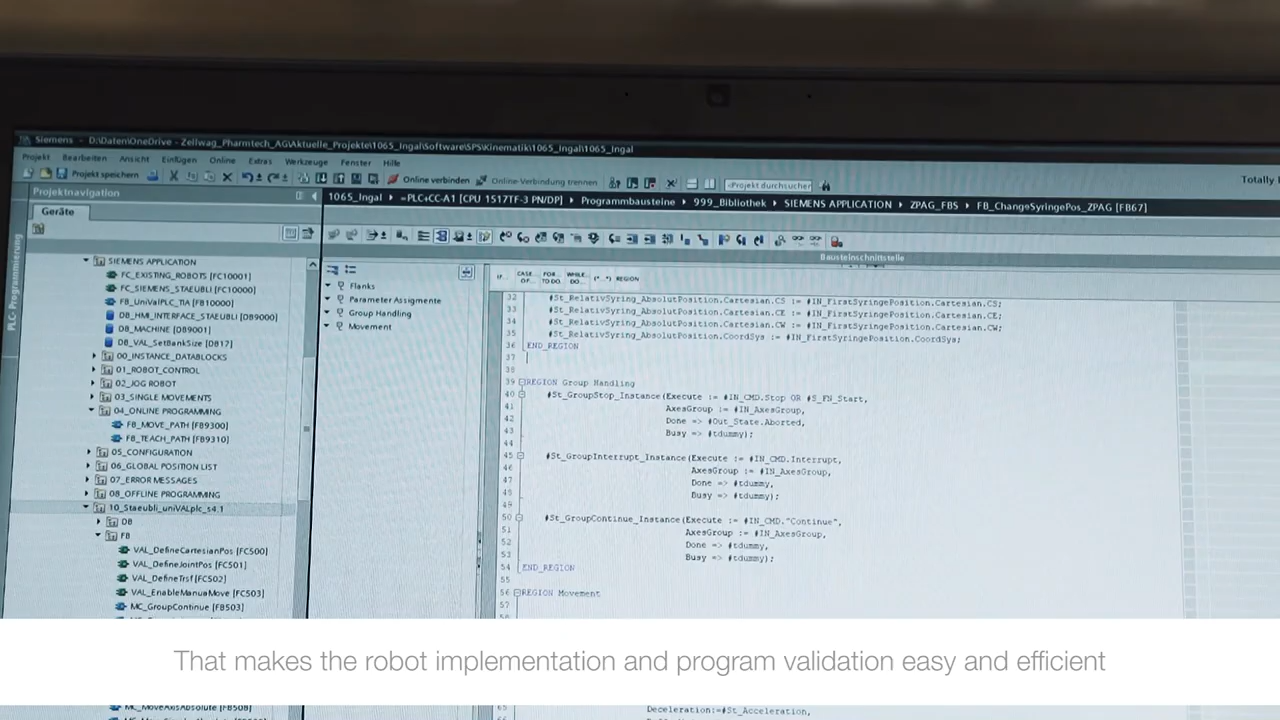 Siemens - D:\Daten\OneDrive - Zellwag_Pharmtech_AG\Aktuelle_Projekte\1065_Ingal\Software\SPS\Kinematik\1065_Ingal\1065_Ingal
Projekt Bearbeiten Ansicht Einfügen Online Extras Werkzeuge Fenster Hilfe
Projekt speichern Online verbinden Online-Verbindung trennen <Projekt durchsuchen Totally
Projektnavigation
1065_Ingal =PLC+CC-A1 [CPU 1517TF-3 PN/DP] Programmbausteine 999_Bibliothek SIEMENS APPLICATION ZPAG_FBS FB_ChangeSyringePos_ZPAG [FB67]
Geräte
PLC-Programmierung
Bausteinschnittstelle
SIEMENS APPLICATION
FC_EXISTING_ROBOTS [FC10001]
FC_SIEMENS_STAEUBLI [FC10000]
FB_UniValPLC_TIA [FB10000]
DB_HMI_INTERFACE_STAEUBLI [DB9000]
DB_MACHINE [DB9001]
DB_VAL_SetBankSize [DB17]
00_INSTANCE_DATABLOCKS
01_ROBOT_CONTROL
02_JOG ROBOT
03_SINGLE MOVEMENTS
04_ONLINE PROGRAMMING
FB_MOVE_PATH [FB9300]
FB_TEACH_PATH [FB9310]
05_CONFIGURATION
06_GLOBAL POSITION LIST
07_ERROR MESSAGES
08_OFFLINE PROGRAMMING
10_Staeubli_uniVALplc_s4.1
DB
FB
VAL_DefineCartesianPos [FC500]
VAL_DefineJointPos [FC501]
VAL_DefineTrsf [FC502]
VAL_EnableManuaMove [FC503]
MC_GroupContinue [FB503]
MC_MoveAxisAbsolute [FB508]
Flanks
Parameter Assigmente
Group Handling
Movement
IF... CASE OF... FOR TO DO.. WHILE DO... (*...*) REGION
32 #St_RelativSyring_AbsolutPosition.Cartesian.CS := #IN_FirstSyringePosition.Cartesian.CS;
33 #St_RelativSyring_AbsolutPosition.Cartesian.CE := #IN_FirstSyringePosition.Cartesian.CE;
34 #St_RelativSyring_AbsolutPosition.Cartesian.CW := #IN_FirstSyringePosition.Cartesian.CW;
35 #St_RelativSyring_AbsolutPosition.CoordSys := #IN_FirstSyringePosition.CoordSys;
36 END_REGION
37
38
39 REGION Group Handling
40 #St_GroupStop_Instance(Execute := #IN_CMD.Stop OR #S_FN_Start,
41 AxesGroup := #IN_AxesGroup,
42 Done => #Out_State.Aborted,
43 Busy => #tdummy);
44
45 #St_GroupInterrupt_Instance(Execute := #IN_CMD.Interrupt,
46 AxesGroup := #IN_AxesGroup,
47 Done => #tdummy,
48 Busy => #tdummy);
49
50 #St_GroupContinue_Instance(Execute := #IN_CMD."Continue",
51 AxesGroup := #IN_AxesGroup,
52 Done => #tdummy,
53 Busy => #tdummy);
54 END_REGION
55
56 REGION Movement
57
That makes the robot implementation and program validation easy and efficient
65 Deceleration:=#St_Acceleration,